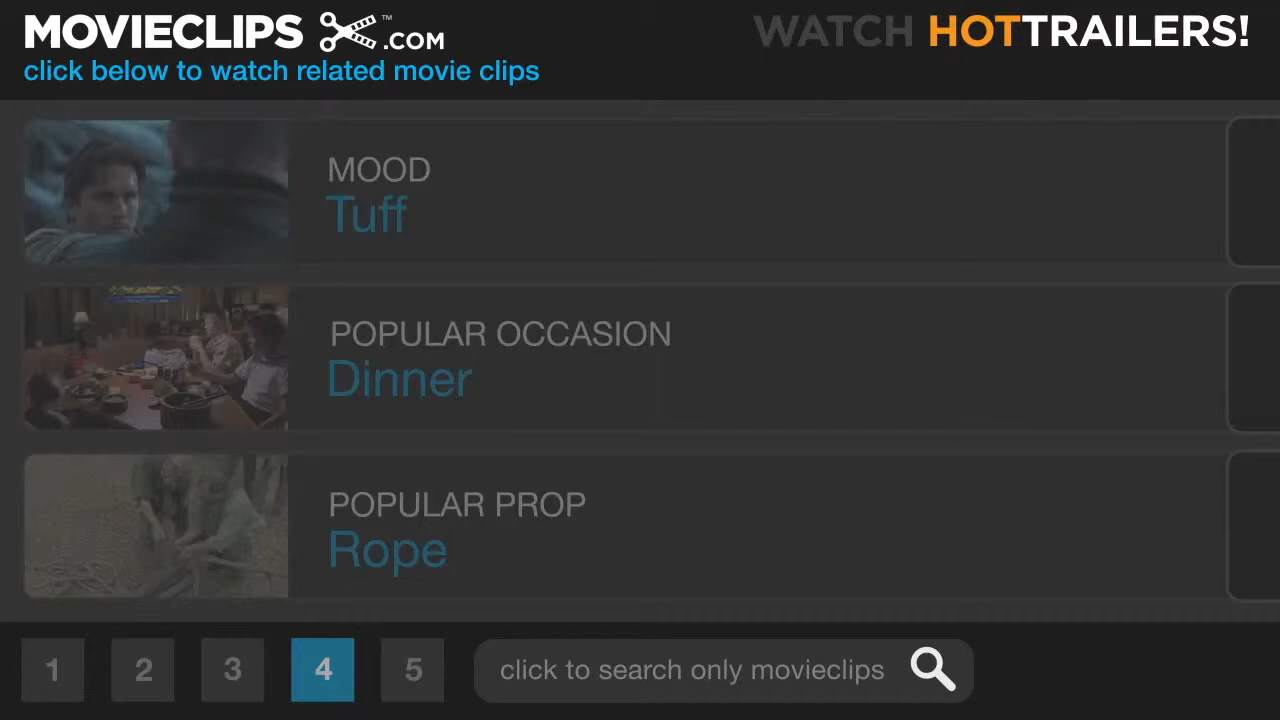 MOVIECLIPS ™ .COM
click below to watch related movie clips
WATCH HOTTRAILERS!
MOOD
Tuff
POPULAR OCCASION
Dinner
POPULAR PROP
Rope
1 2 3 4 5
click to search only movieclips